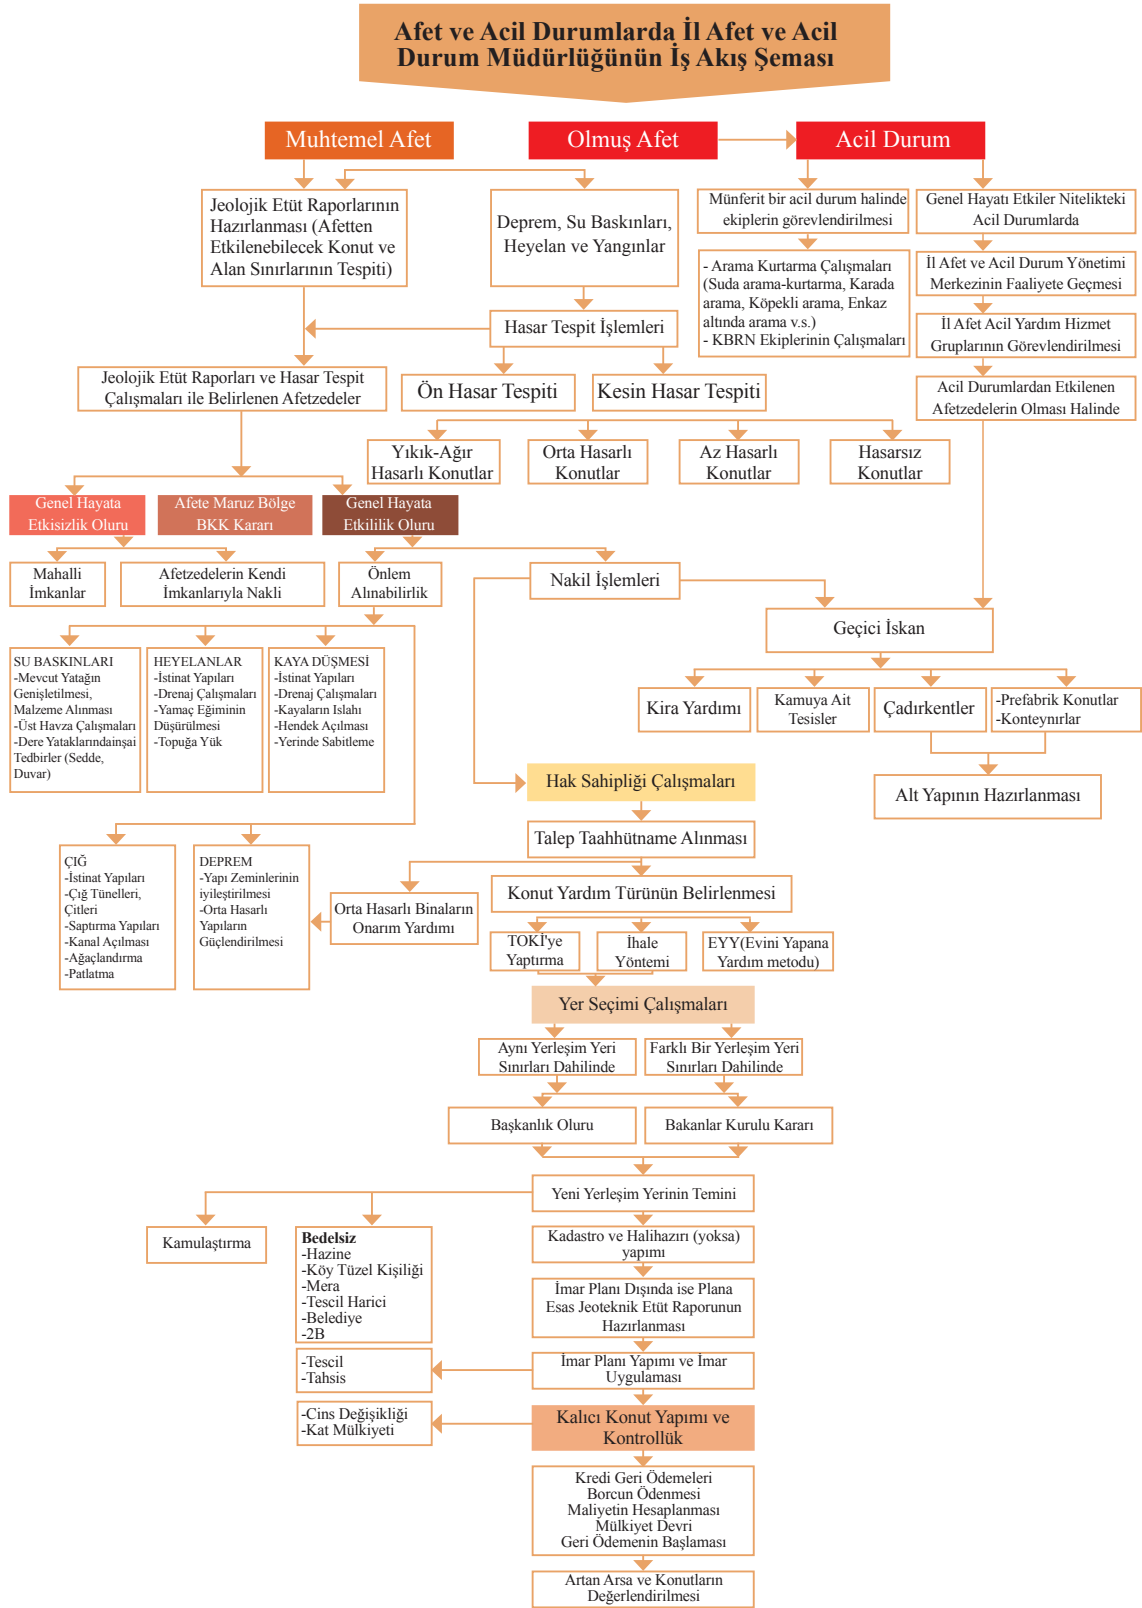 Afet ve Acil Durumlarda İl Afet ve Acil
Durum Müdürlüğünün İş Akış Şeması
Muhtemel Afet
Olmuş Afet
Acil Durum
Jeolojik Etüt Raporlarının
Hazırlanması (Afetten
Etkilenebilecek Konut ve
Alan Sınırlarının Tespiti)
Deprem, Su Baskınları,
Heyelan ve Yangınlar
Münferit bir acil durum halinde
ekiplerin görevlendirilmesi
Genel Hayatı Etkiler Nitelikteki
Acil Durumlarda
- Arama Kurtarma Çalışmaları
(Suda arama-kurtarma, Karada
arama, Köpekli arama, Enkaz
altında arama v.s.)
- KBRN Ekiplerinin Çalışmaları
İl Afet ve Acil Durum Yönetimi
Merkezinin Faaliyete Geçmesi
Hasar Tespit İşlemleri
İl Afet Acil Yardım Hizmet
Gruplarının Görevlendirilmesi
Jeolojik Etüt Raporları ve Hasar Tespit
Çalışmaları ile Belirlenen Afetzedeler
Ön Hasar Tespiti
Kesin Hasar Tespiti
Acil Durumlardan Etkilenen
Afetzedelerin Olması Halinde
Yıkık-Ağır
Hasarlı Konutlar
Orta Hasarlı
Konutlar
Az Hasarlı
Konutlar
Hasarsız
Konutlar
Genel Hayata
Etkisizlik Oluru
Afete Maruz Bölge
BKK Kararı
Genel Hayata
Etkililik Oluru
Mahalli
İmkanlar
Afetzedelerin Kendi
İmkanlarıyla Nakli
Önlem
Alınabilirlik
Nakil İşlemleri
Geçici İskan
SU BASKINLARI
-Mevcut Yatağın
Genişletilmesi,
Malzeme Alınması
-Üst Havza Çalışmaları
-Dere Yataklarındainşai
Tedbirler (Sedde,
Duvar)
HEYELANLAR
-İstinat Yapıları
-Drenaj Çalışmaları
-Yamaç Eğiminin
Düşürülmesi
-Topuğa Yük
KAYA DÜŞMESİ
-İstinat Yapıları
-Drenaj Çalışmaları
-Kayaların Islahı
-Hendek Açılması
-Yerinde Sabitleme
Kira Yardımı
Kamuya Ait
Tesisler
Çadırkentler
-Prefabrik Konutlar
-Konteynırlar
Hak Sahipliği Çalışmaları
Alt Yapının Hazırlanması
Talep Taahhütname Alınması
ÇIĞ
-İstinat Yapıları
-Çığ Tünelleri,
Çitleri
-Saptırma Yapıları
-Kanal Açılması
-Ağaçlandırma
-Patlatma
DEPREM
-Yapı Zeminlerinin
iyileştirilmesi
-Orta Hasarlı
Yapıların
Güçlendirilmesi
Orta Hasarlı Binaların
Onarım Yardımı
Konut Yardım Türünün Belirlenmesi
TOKİ'ye
Yaptırma
İhale
Yöntemi
EYY(Evini Yapana
Yardım metodu)
Yer Seçimi Çalışmaları
Aynı Yerleşim Yeri
Sınırları Dahilinde
Farklı Bir Yerleşim Yeri
Sınırları Dahilinde
Başkanlık Oluru
Bakanlar Kurulu Kararı
Yeni Yerleşim Yerinin Temini
Kamulaştırma
Bedelsiz
-Hazine
-Köy Tüzel Kişiliği
-Mera
-Tescil Harici
-Belediye
-2B
Kadastro ve Halihazırı (yoksa)
yapımı
İmar Planı Dışında ise Plana
Esas Jeoteknik Etüt Raporunun
Hazırlanması
-Tescil
-Tahsis
İmar Planı Yapımı ve İmar
Uygulaması
-Cins Değişikliği
-Kat Mülkiyeti
Kalıcı Konut Yapımı ve
Kontrollük
Kredi Geri Ödemeleri
Borcun Ödenmesi
Maliyetin Hesaplanması
Mülkiyet Devri
Geri Ödemenin Başlaması
Artan Arsa ve Konutların
Değerlendirilmesi